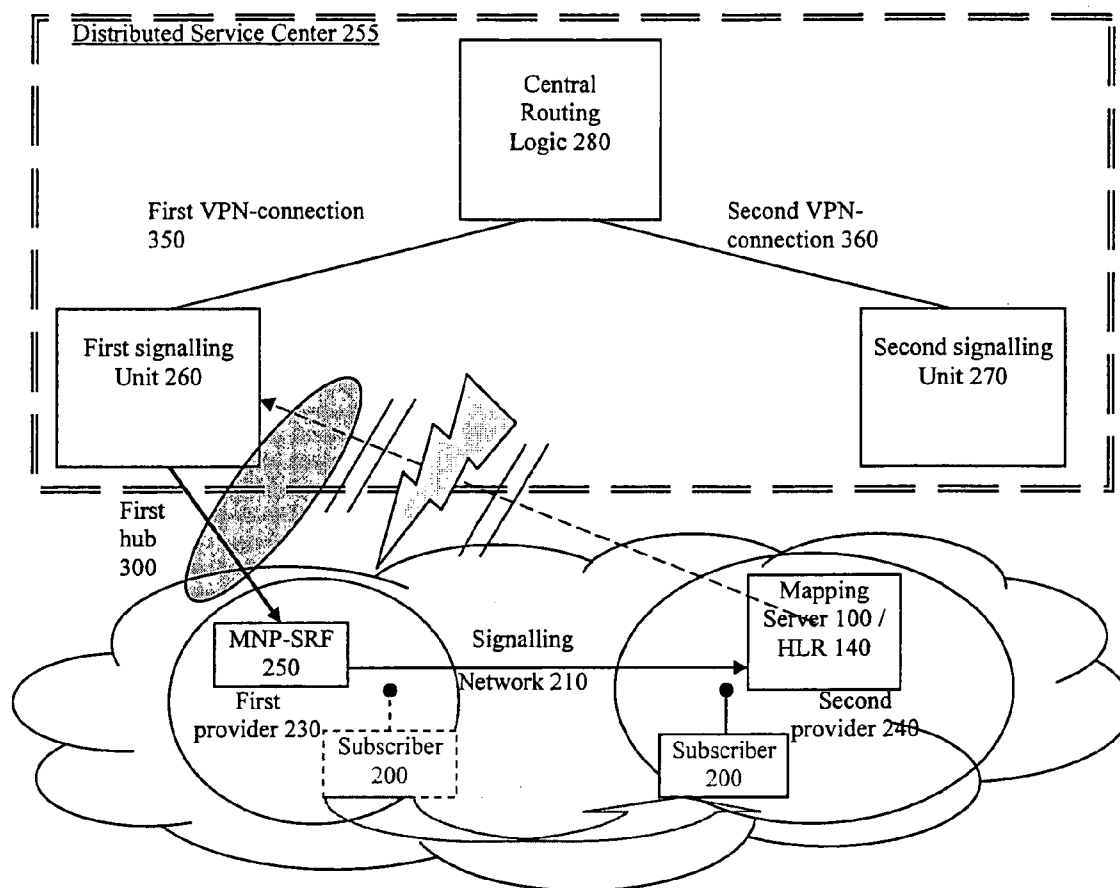 Distributed Service Center 255
Central
Routing
Logic 280
First VPN-connection
350
Second VPN-
connection 360
First signalling
Unit 260
Second signalling
Unit 270
First
hub
300
Mapping
Server 100 /
HLR 140
MNP-SRF
250
Signalling
Network 210
First
provider 230
Second
provider 240
Subscriber
200
Subscriber
200